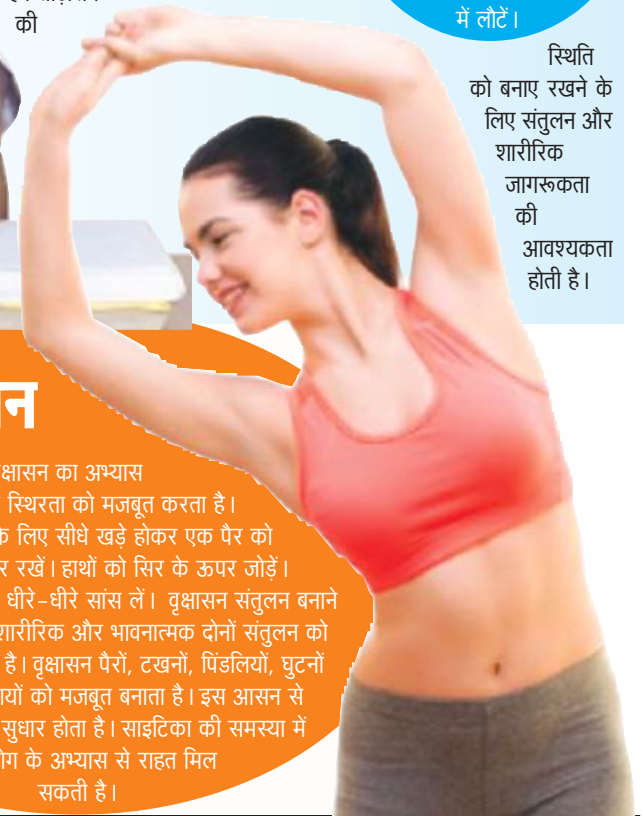 की
में लौटें।
स्थिति
को बनाए रखने के
लिए संतुलन और
शारीरिक
जागरूकता
की
आवश्यकता
होती है।
का अभ्यास
स्थिरता को मजबूत करता है।
लिए सीधे खड़े होकर एक पैर को
रखें। हाथों को सिर के ऊपर जोड़ें।
धीरे-धीरे सांस लें। वृक्षासन संतुलन बनाने
शारीरिक और भावनात्मक दोनों संतुलन को
है। वृक्षासन पैरों, टखनों, पिंडलियों, घुटनों
को मजबूत बनाता है। इस आसन से
सुधार होता है। साइटिका की समस्या में
के अभ्यास से राहत मिल
सकती है।